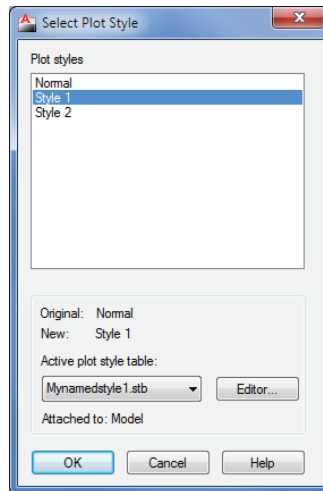 Select Plot Style
Plot styles
Normal
Style 1
Style 2
Original: Normal
New: Style 1
Active plot style table:
Mynamedstyle1.stb
Editor...
Attached to: Model
OK Cancel Help